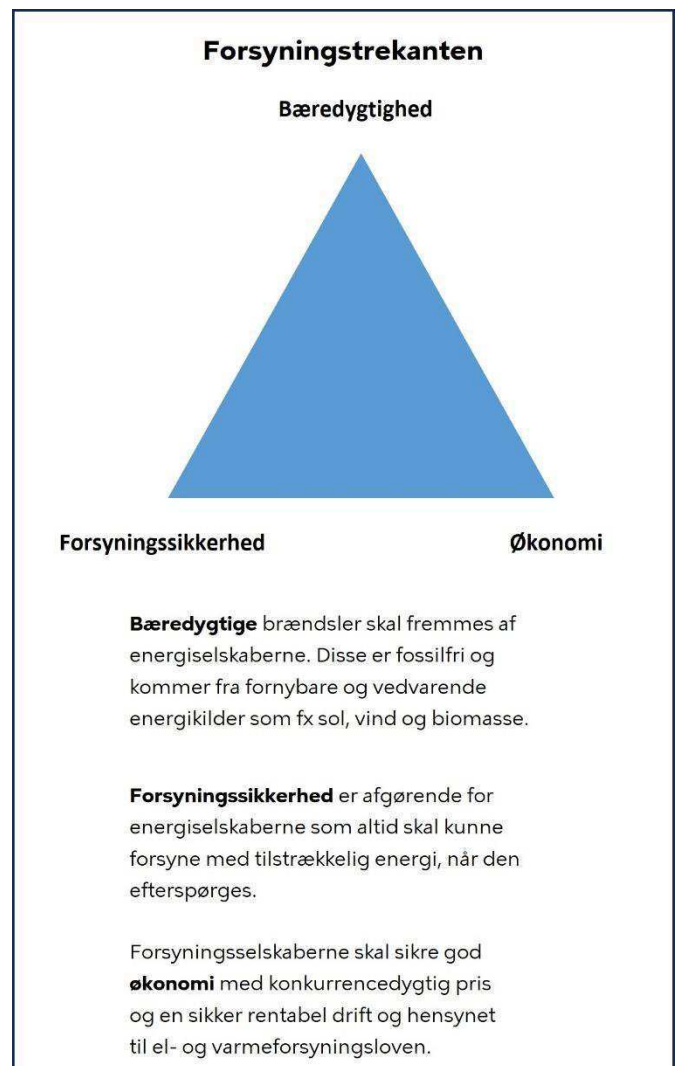 Forsyningstrekanten
Bæredygtighed
Forsyningssikkerhed
Økonomi
Bæredygtige brændsler skal fremmes af
energiselskaberne. Disse er fossilfri og
kommer fra fornybare og vedvarende
energikilder som fx sol, vind og biomasse.
Forsyningssikkerhed er afgørende for
energiselskaberne som altid skal kunne
forsyne med tilstrækkelig energi, når den
efterspørges.
Forsyningsselskaberne skal sikre god
økonomi med konkurrencedygtig pris
og en sikker rentabel drift og hensynet
til el- og varmeforsyningsloven.